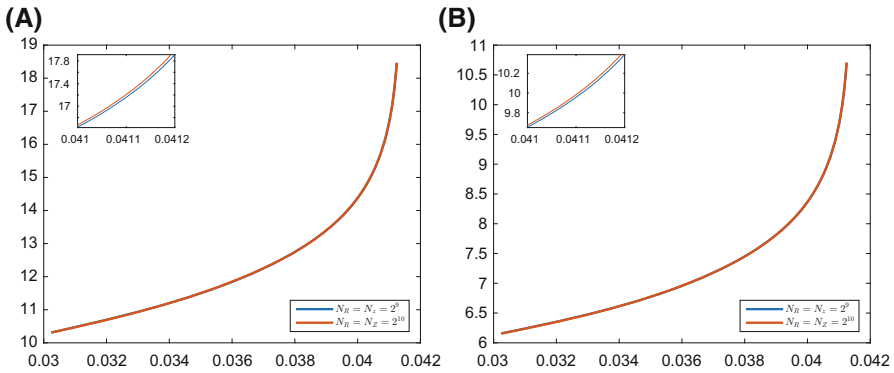 (A)
(B)
19
18
17
16
15
14
13
12
11
10
0.03 0.032 0.034 0.036 0.038 0.04 0.042
17.8
17.4
17
0.041 0.0411 0.0412
N_R = N_z = 2^9
N_R = N_Z = 2^10
11
10.5
10
9.5
9
8.5
8
7.5
7
6.5
6
0.03 0.032 0.034 0.036 0.038 0.04 0.042
10.2
10
9.8
0.041 0.0411 0.0412
N_R = N_z = 2^9
N_R = N_Z = 2^10